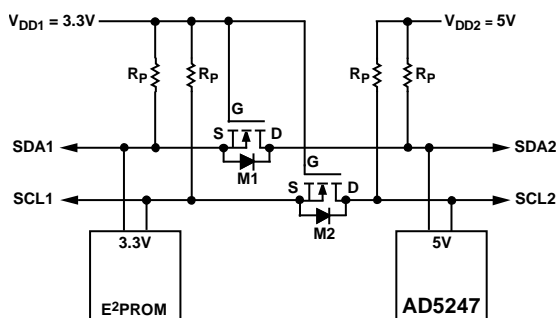 VDD1 = 3.3V
VDD2 = 5V
RP
RP
RP
RP
G
SDA1
S
D
SDA2
M1
G
SCL1
S
D
SCL2
M2
3.3V
5V
E²PROM
AD5247